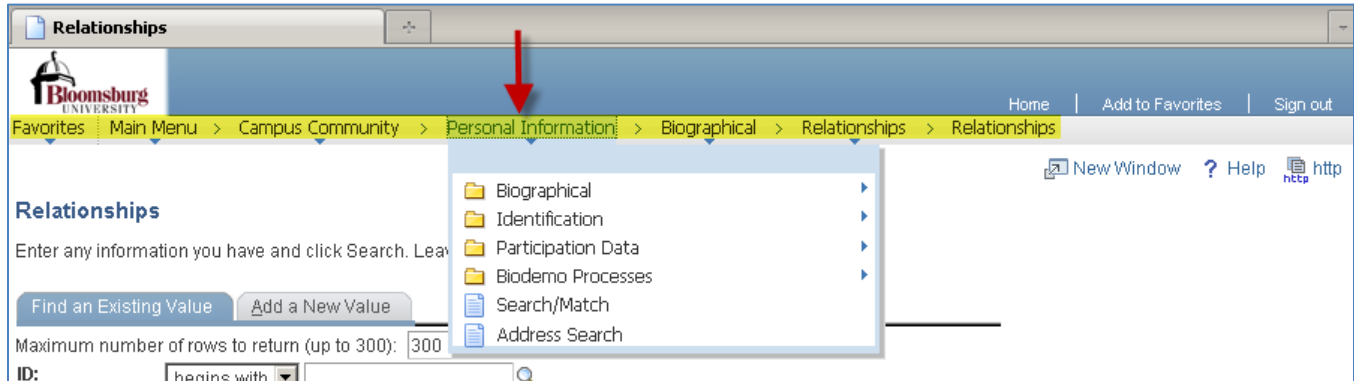 Relationships
Bloomsburg
UNIVERSITY
Home | Add to Favorites | Sign out
Favorites Main Menu > Campus Community > Personal Information > Biographical > Relationships > Relationships
New Window ? Help http http
Biographical
Relationships
Identification
Enter any information you have and click Search. Leav
Participation Data
Biodemo Processes
Find an Existing Value Add a New Value
Search/Match
Address Search
Maximum number of rows to return (up to 300): 300
ID: begins with